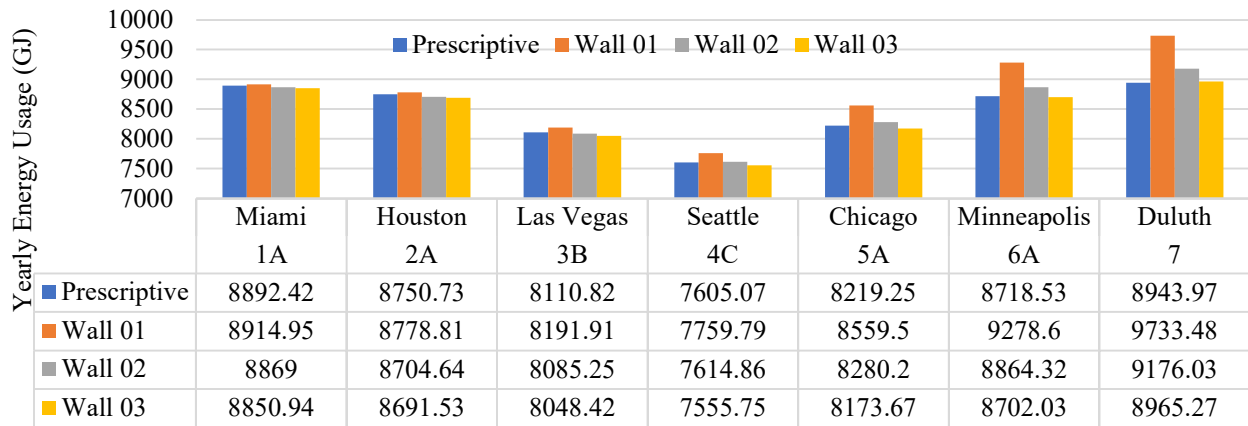 Yearly Energy Usage (GJ)
10000
9500
9000
8500
8000
7500
7000
Prescriptive Wall 01 Wall 02 Wall 03
Miami Houston Las Vegas Seattle Chicago Minneapolis Duluth
1A 2A 3B 4C 5A 6A 7
Prescriptive 8892.42 8750.73 8110.82 7605.07 8219.25 8718.53 8943.97
Wall 01 8914.95 8778.81 8191.91 7759.79 8559.5 9278.6 9733.48
Wall 02 8869 8704.64 8085.25 7614.86 8280.2 8864.32 9176.03
Wall 03 8850.94 8691.53 8048.42 7555.75 8173.67 8702.03 8965.27